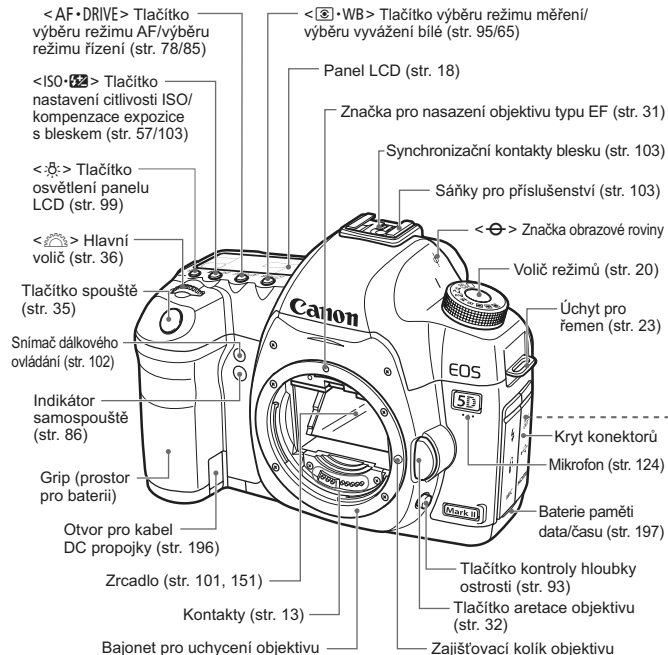 <AF•DRIVE> Tlačítko
výběru režimu AF/výběru
režimu řízení (str. 78/85)
<ISO•> Tlačítko
nastavení citlivosti ISO/
kompenzace expozice
s bleskem (str. 57/103)
<> Tlačítko
osvětlení panelu
LCD (str. 99)
<> Hlavní
volič (str. 36)
Tlačítko spouště
(str. 35)
Snímač dálkového
ovládání (str. 102)
Indikátor
samospouště
(str. 86)
Grip (prostor
pro baterii)
Otvor pro kabel
DC propojky (str. 196)
Zrcadlo (str. 101, 151)
Kontakty (str. 13)
Bajonet pro uchycení objektivu
<•WB> Tlačítko výběru režimu měření/
výběru vyvážení bílé (str. 95/65)
Panel LCD (str. 18)
Značka pro nasazení objektivu typu EF (str. 31)
Synchronizační kontakty blesku (str. 103)
Sáňky pro příslušenství (str. 103)
<> Značka obrazové roviny
Volič režimů (str. 20)
Úchyt pro
řemen (str. 23)
Canon
EOS
5D
Mark II
Kryt konektorů
Mikrofon (str. 124)
Baterie paměti
data/času (str. 197)
Tlačítko kontroly hloubky
ostrosti (str. 93)
Tlačítko aretace objektivu
(str. 32)
Zajišťovací kolík objektivu